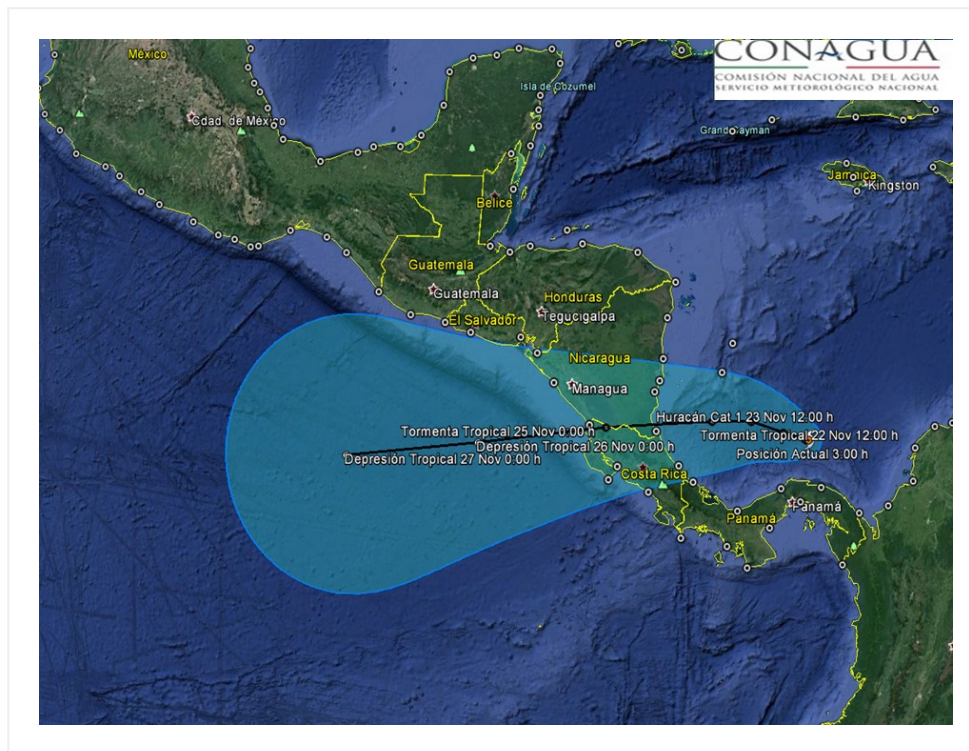 CONAGUA
COMISIÓN NACIONAL DEL AGUA
SERVICIO METEOROLÓGICO NACIONAL
México
Isla de Cozumel
Cdad. de México
Grand Cayman
Jamaica
Kingston
Belice
Guatemala
Guatemala
Honduras
Tegucigalpa
El Salvador
Nicaragua
Managua
Huracán Cat 1 23 Nov 12:00 h
Tormenta Tropical 25 Nov 0:00 h
Tormenta Tropical 22 Nov 12:00 h
Depresión Tropical 26 Nov 0:00 h
Posición Actual 3:00 h
Depresión Tropical 27 Nov 0:00 h
Costa Rica
Panamá
Panamá